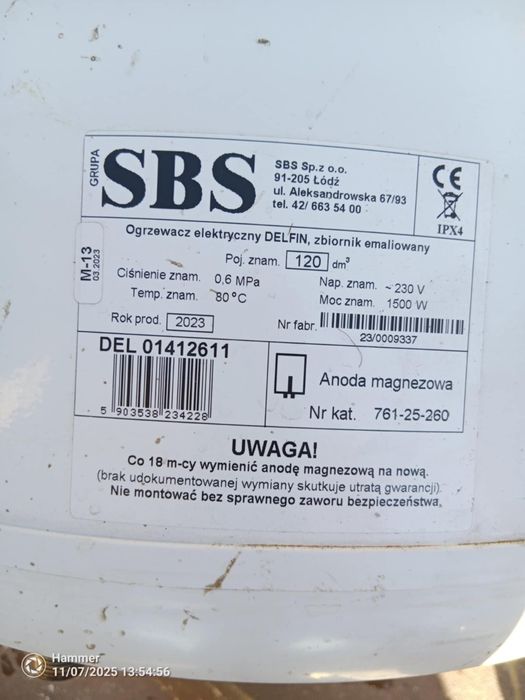 GRUPA
SBS
SBS Sp.z o.o.
91-205 Łódź
ul. Aleksandrowska 67/93
tel. 42/ 663 54 00
CE
IPX4
Ogrzewacz elektryczny DELFIN, zbiornik emaliowany
M-13
03.2023
Poj. znam. 120 dm³
Ciśnienie znam. 0,6 MPa
Nap. znam. ~ 230 V
Temp. znam. 80 °C
Moc znam. 1500 W
Rok prod. 2023
Nr fabr.
23/0009337
DEL 01412611
5 903538 234228
Anoda magnezowa
Nr kat. 761-25-260
UWAGA!
Co 18 m-cy wymienić anodę magnezową na nową.
(brak udokumentowanej wymiany skutkuje utratą gwarancji).
Nie montować bez sprawnego zaworu bezpieczeństwa.
Hammer
11/07/2025 13:54:56